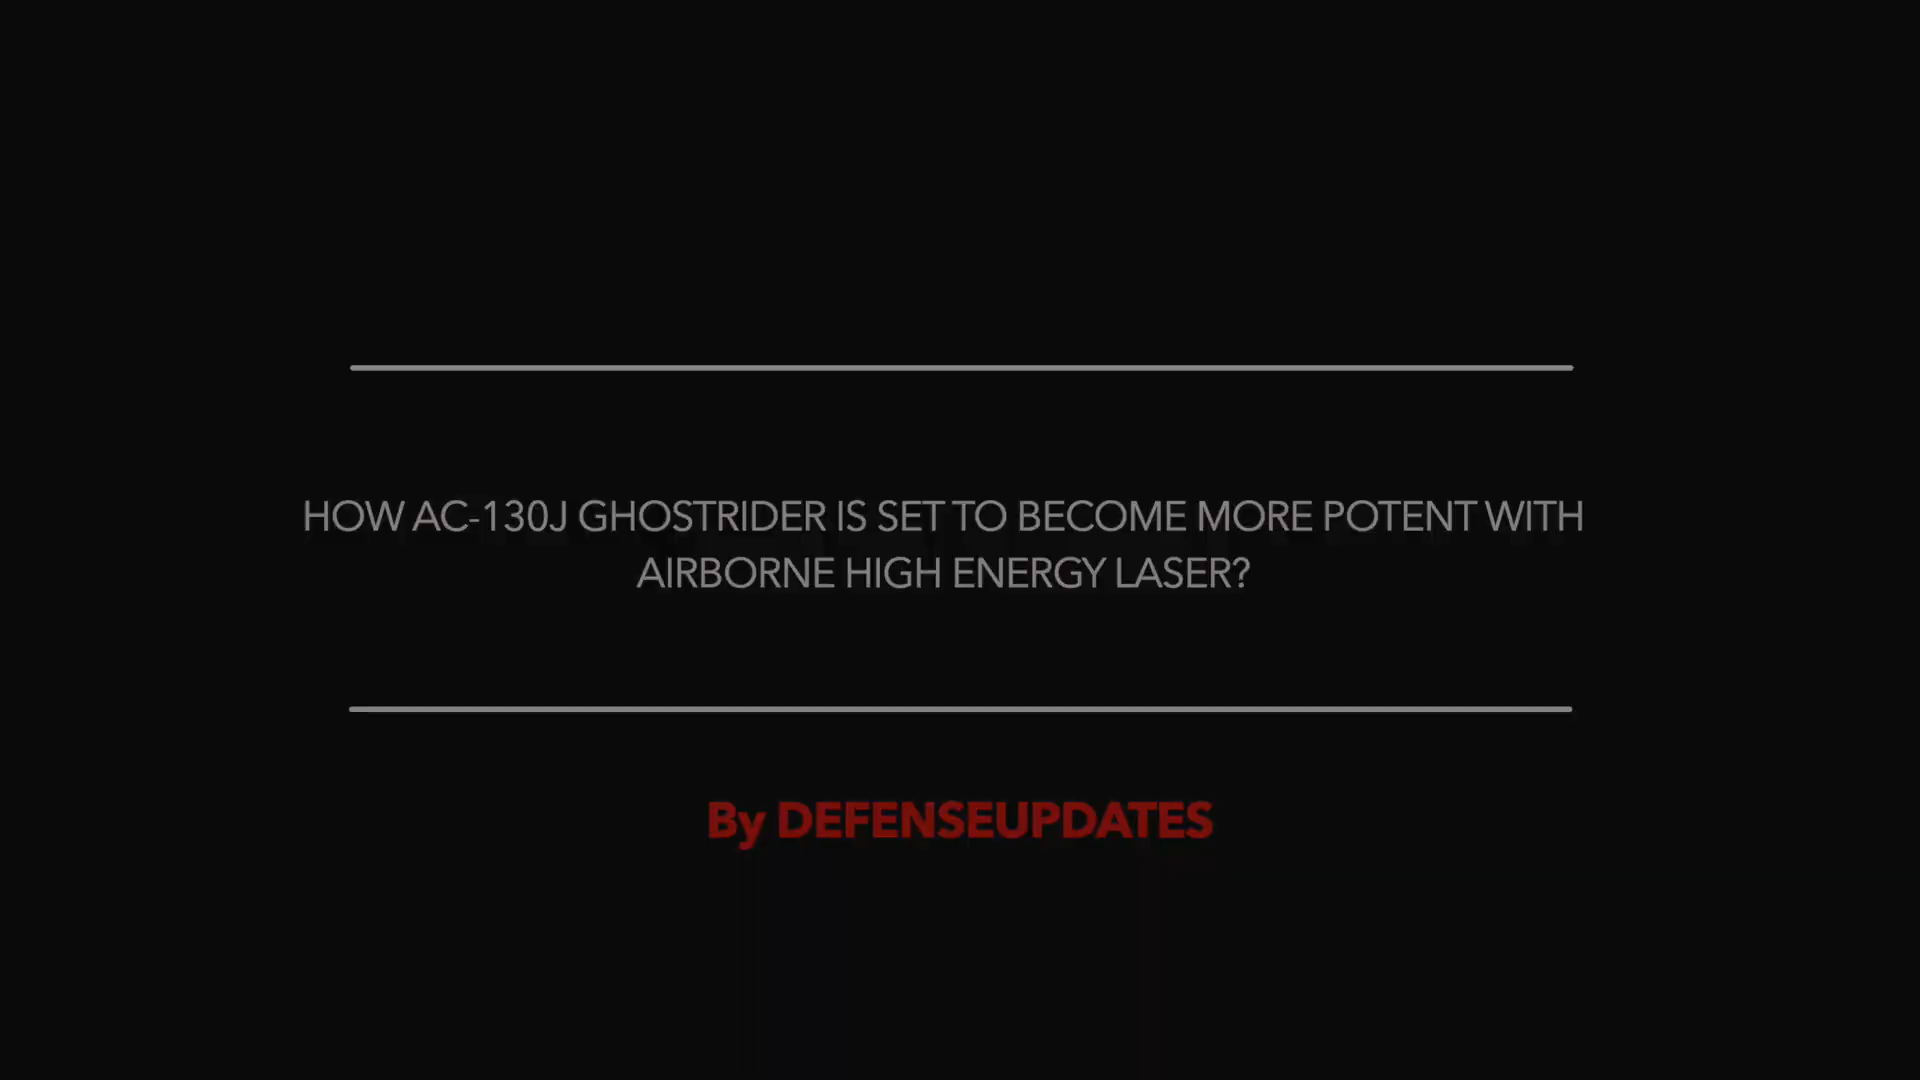 HOW AC-130J GHOSTRIDER IS SET TO BECOME MORE POTENT WITH
AIRBORNE HIGH ENERGY LASER?
By DEFENSEUPDATES